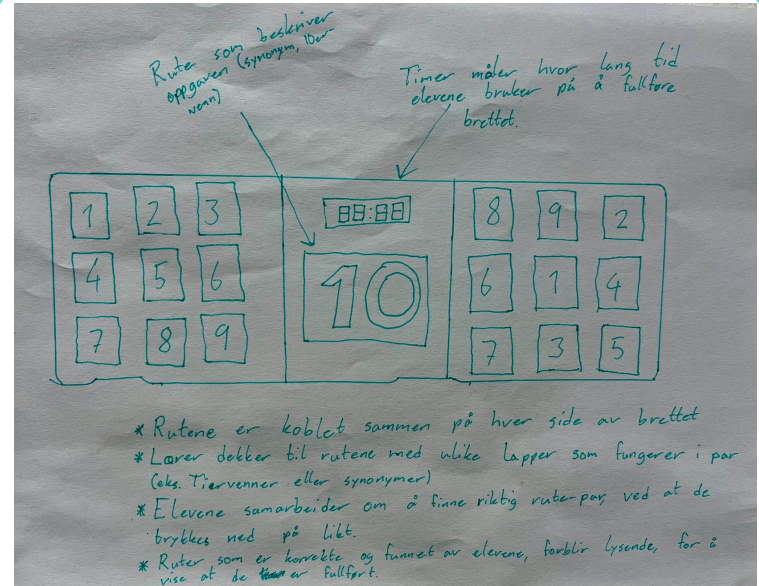 Ruter som beskriver
oppgaven (synonym, 10er-
venn)
Timer måler hvor lang tid
elevene bruker på å fullføre
brettet.
1 2 3
4 5 6
7 8 9
88:88
10
8 9 2
6 1 4
7 3 5
* Rutene er koblet sammen på hver side av brettet
* Lærer dekker til rutene med ulike lapper som fungerer i par
(eks. Tiervenner eller synonymer)
* Elevene samarbeider om å finne riktig rute-par, ved at de
trykkes ned på likt.
* Ruter som er korrekte og funnet av elevene, forblir lysende, for å
vise at de er fullført.